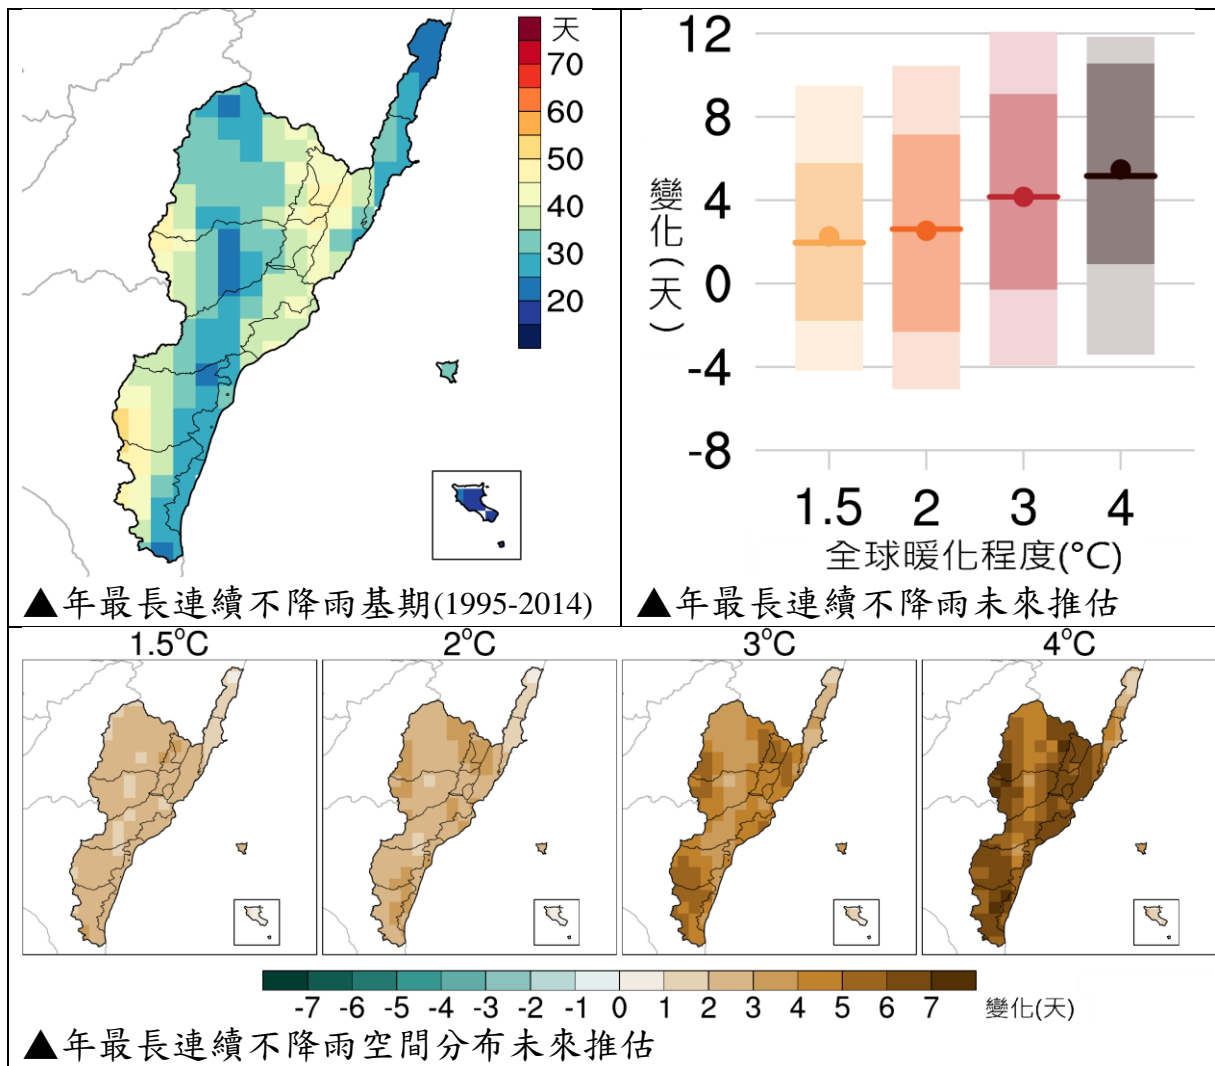 天
70
60
50
40
30
20
▲年最長連續不降雨基期(1995-2014)
12
8
4
0
-4
-8
變化(天)
1.5 2 3 4
全球暖化程度(°C)
▲年最長連續不降雨未來推估
1.5°C 2°C 3°C 4°C
-7 -6 -5 -4 -3 -2 -1 0 1 2 3 4 5 6 7 變化(天)
▲年最長連續不降雨空間分布未來推估